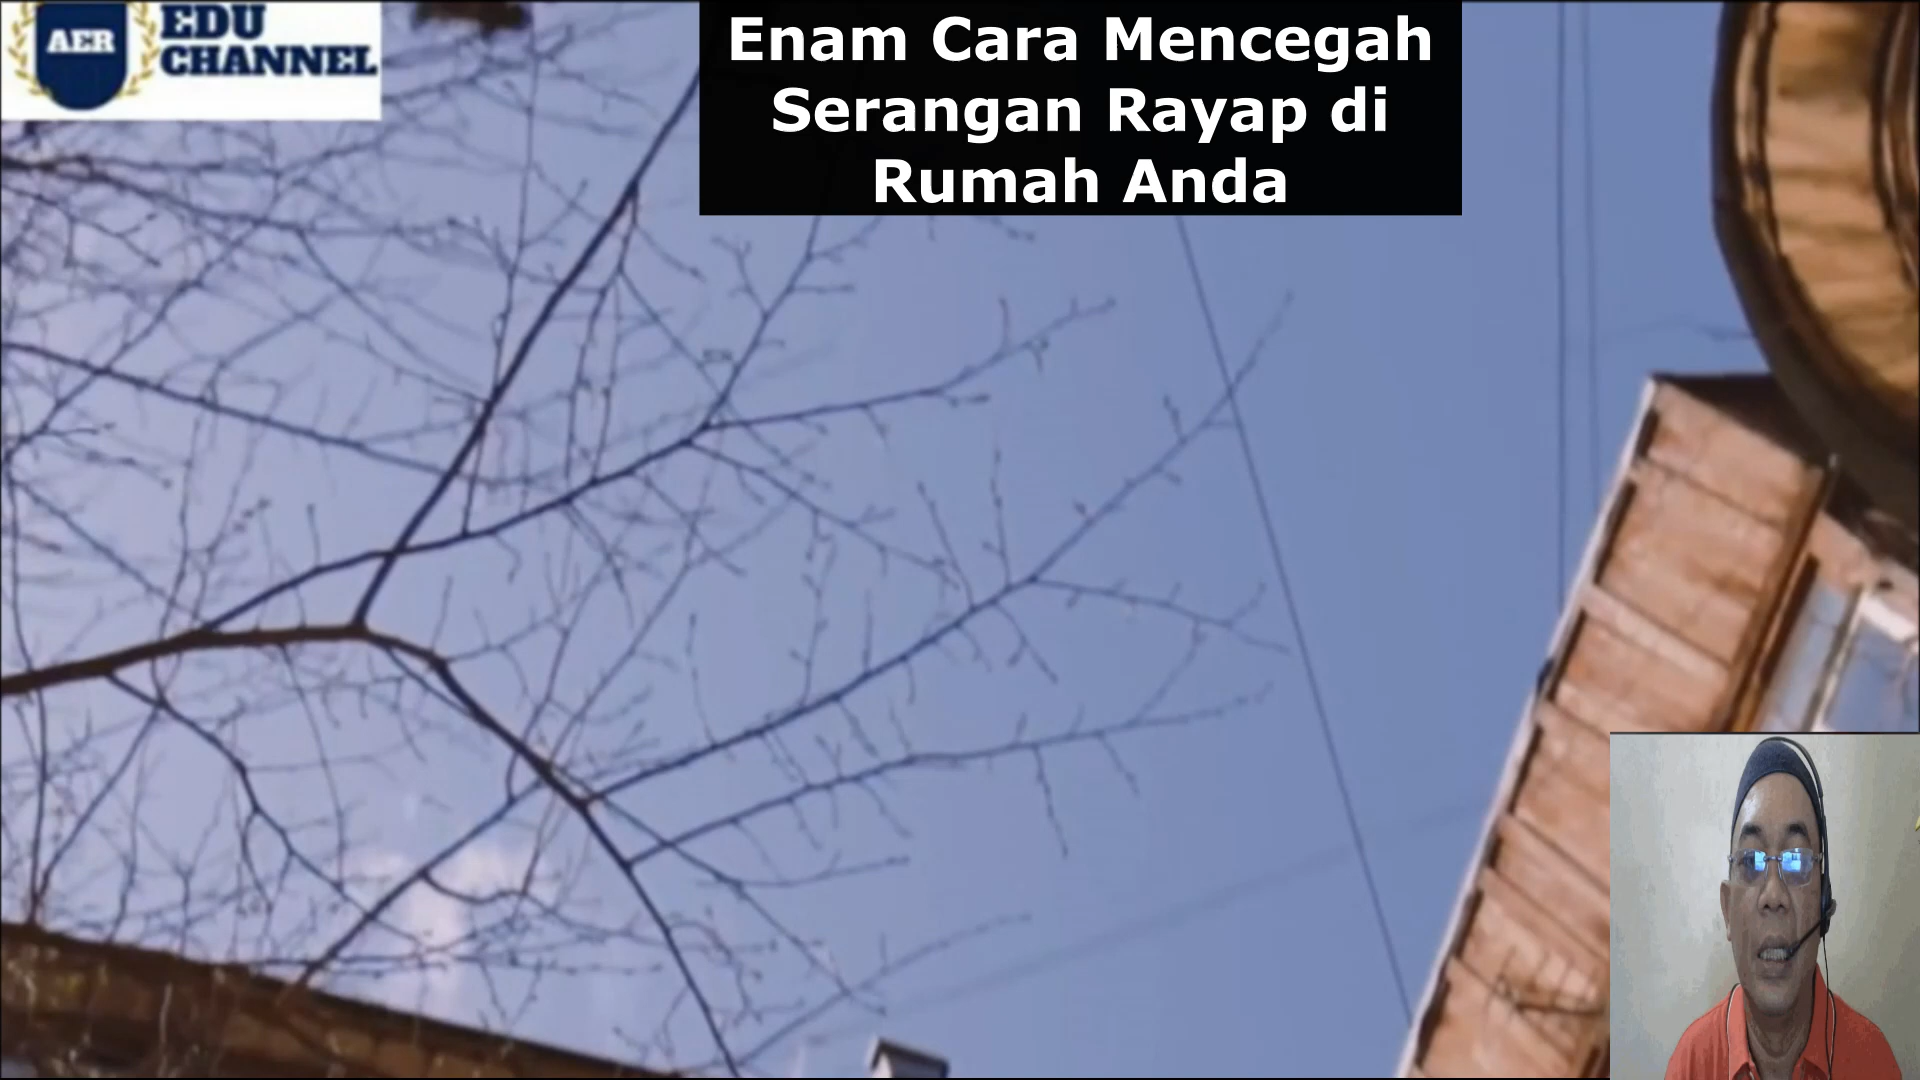 AER
EDU
CHANNEL
Enam Cara Mencegah
Serangan Rayap di
Rumah Anda